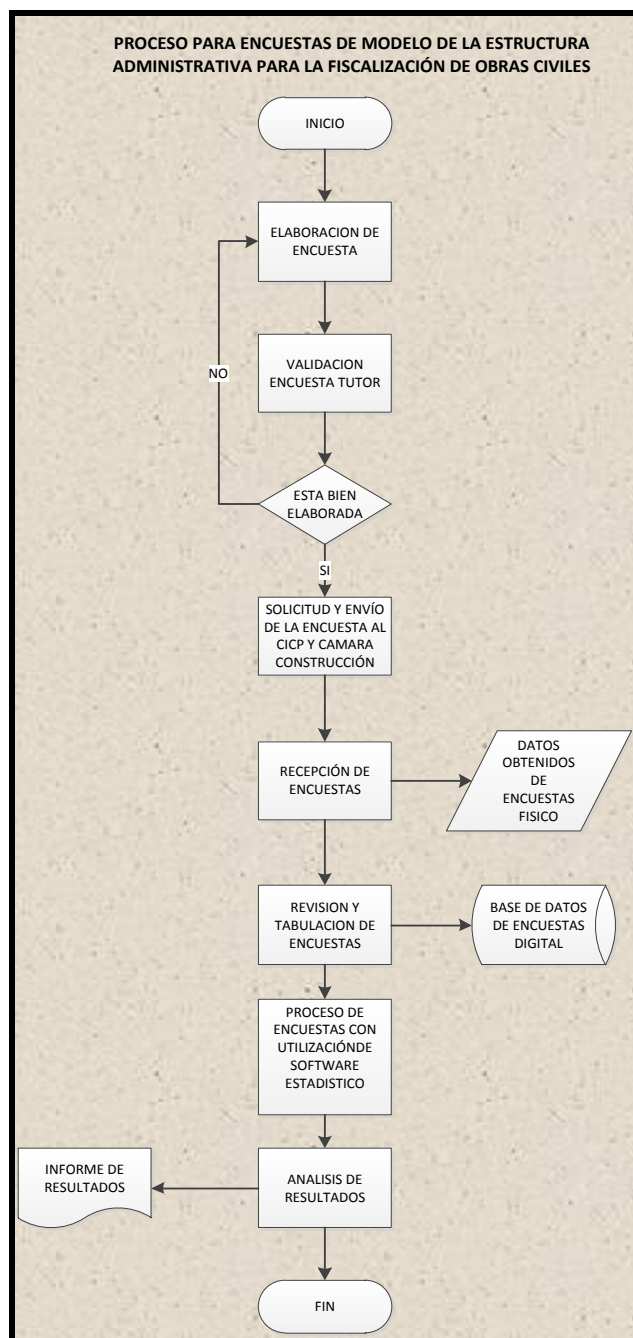 PROCESO PARA ENCUESTAS DE MODELO DE LA ESTRUCTURA
ADMINISTRATIVA PARA LA FISCALIZACIÓN DE OBRAS CIVILES
INICIO
ELABORACION DE
ENCUESTA
VALIDACION
ENCUESTA TUTOR
NO
ESTA BIEN
ELABORADA
SI
SOLICITUD Y ENVÍO
DE LA ENCUESTA AL
CICP Y CAMARA
CONSTRUCCIÓN
RECEPCIÓN DE
ENCUESTAS
DATOS
OBTENIDOS
DE
ENCUESTAS
FISICO
REVISION Y
TABULACION DE
ENCUESTAS
BASE DE DATOS
DE ENCUESTAS
DIGITAL
PROCESO DE
ENCUESTAS CON
UTILIZACIÓNDE
SOFTWARE
ESTADISTICO
INFORME DE
RESULTADOS
ANALISIS DE
RESULTADOS
FIN